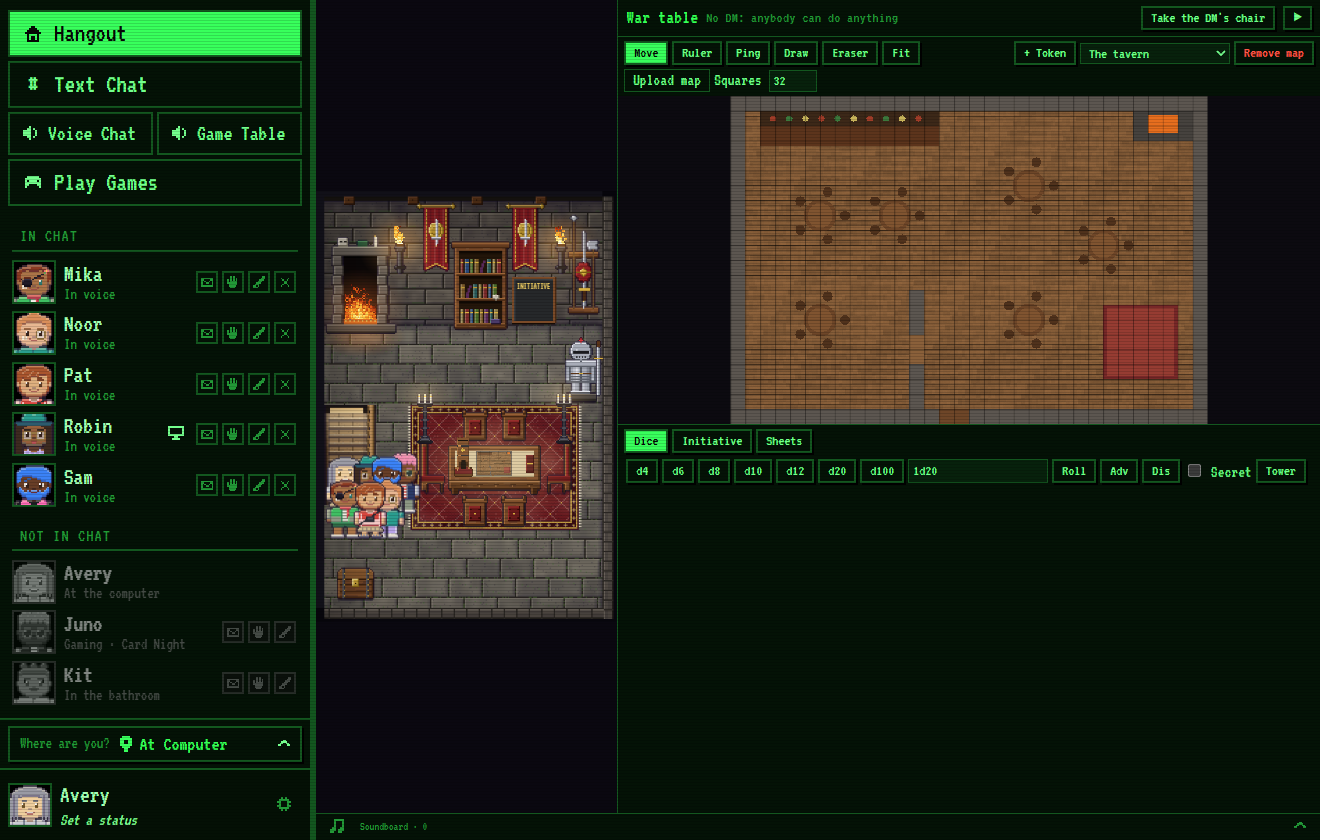 Hangout
Text Chat
Voice Chat
Game Table
Play Games
IN CHAT
Mika
In voice
Noor
In voice
Pat
In voice
Robin
In voice
Sam
In voice
NOT IN CHAT
Avery
At the computer
Juno
Gaming · Card Night
Kit
In the bathroom
Where are you? At Computer
Avery
Set a status
INITIATIVE
War table No DM: anybody can do anything
Take the DM's chair
Move Ruler Ping Draw Eraser Fit + Token The tavern Remove map
Upload map Squares 32
Dice Initiative Sheets
d4 d6 d8 d10 d12 d20 d100 1d20 Roll Adv Dis Secret Tower
Soundboard · 0